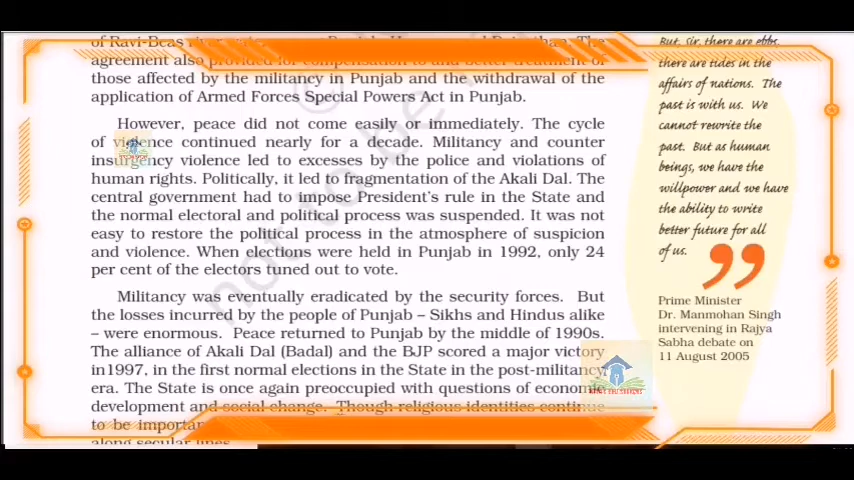 of Ravi-Beas
agreement also provided for compensation to and better treatment of
those affected by the militancy in Punjab and the withdrawal of the
application of Armed Forces Special Powers Act in Punjab.
However, peace did not come easily or immediately. The cycle
of violence continued nearly for a decade. Militancy and counter
insurgency violence led to excesses by the police and violations of
human rights. Politically, it led to fragmentation of the Akali Dal. The
central government had to impose President's rule in the State and
the normal electoral and political process was suspended. It was not
easy to restore the political process in the atmosphere of suspicion
and violence. When elections were held in Punjab in 1992, only 24
per cent of the electors tuned out to vote.
Militancy was eventually eradicated by the security forces. But
the losses incurred by the people of Punjab – Sikhs and Hindus alike
– were enormous. Peace returned to Punjab by the middle of 1990s.
The alliance of Akali Dal (Badal) and the BJP scored a major victory
in1997, in the first normal elections in the State in the post-militancy
era. The State is once again preoccupied with questions of economic
development and social change. Though religious identities continue
to be importan
along secular lines.
But, Sir, there are ebbs,
there are tides in the
affairs of nations. The
past is with us. We
cannot rewrite the
past. But as human
beings, we have the
willpower and we have
the ability to write
better future for all
of us.
”
Prime Minister
Dr. Manmohan Singh
intervening in Rajya
Sabha debate on
11 August 2005
© not to be